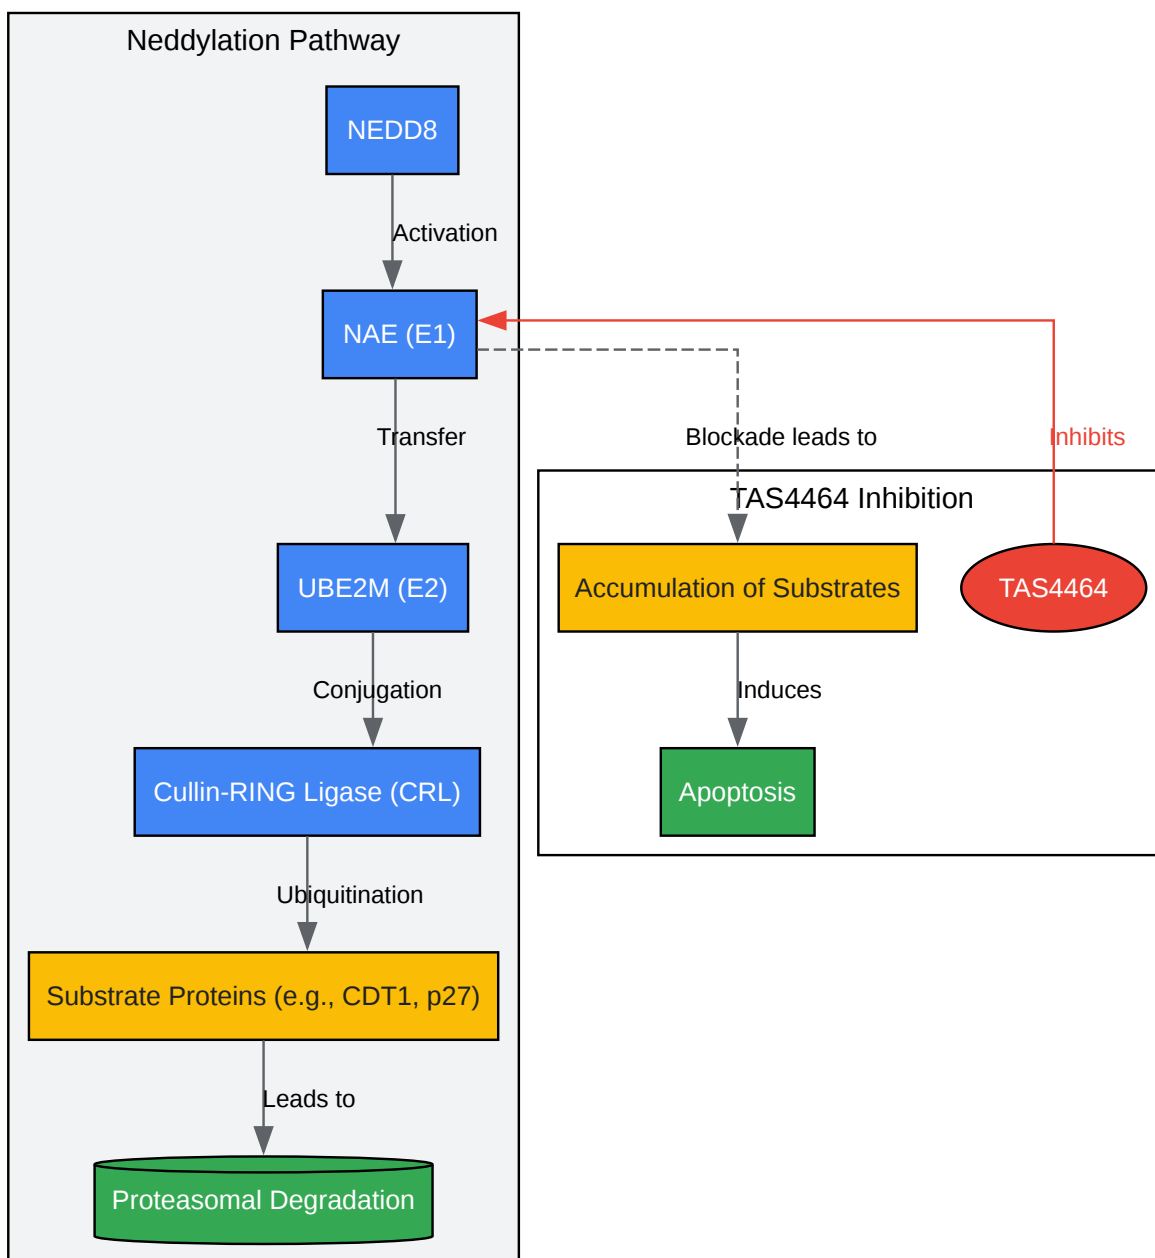 Neddylation Pathway
NEDD8
Activation
NAE (E1)
Transfer
Blockade leads to
Inhibits
TAS4464 Inhibition
UBE2M (E2)
Accumulation of Substrates
TAS4464
Conjugation
Induces
Cullin-RING Ligase (CRL)
Apoptosis
Ubiquitination
Substrate Proteins (e.g., CDT1, p27)
Leads to
Proteasomal Degradation